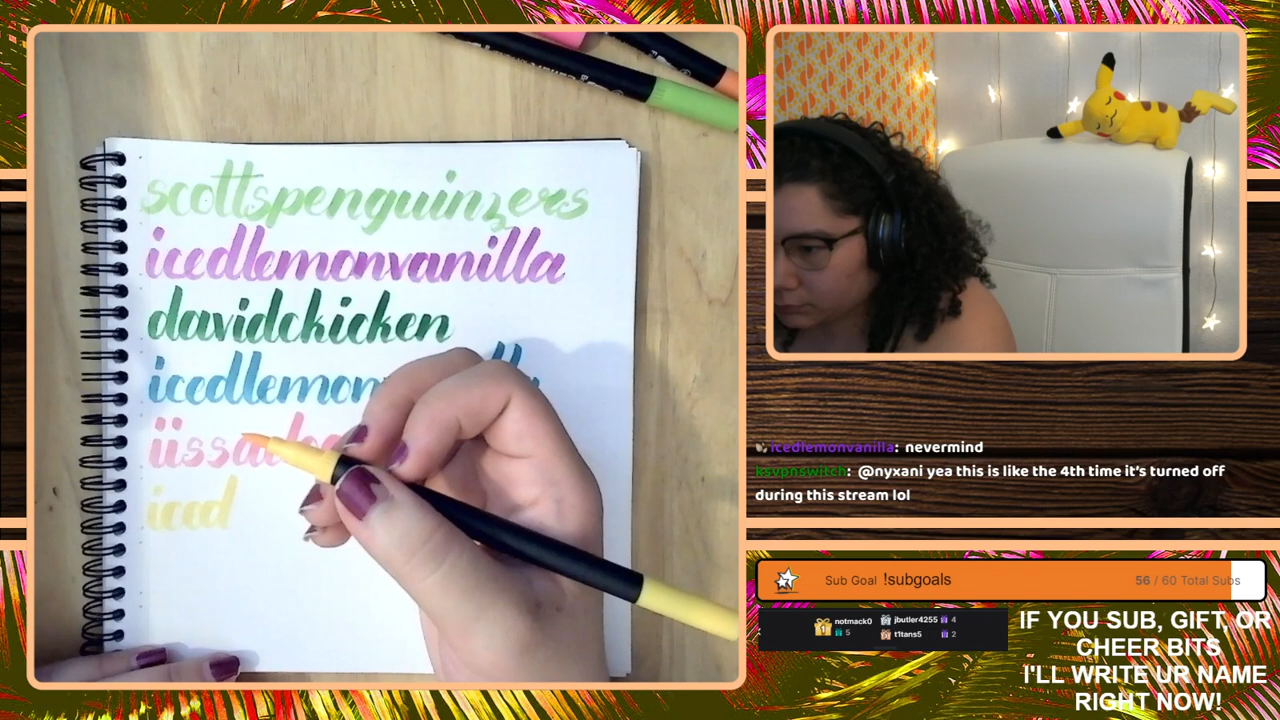 scottspenguinzers
icedlemonvanilla
davidckicken
icedlemon
iissa
iced
icedlemonvanilla: nevermind
ksvpnswitch: @nyxani yea this is like the 4th time it's turned off
during this stream lol
Sub Goal !subgoals 56 / 60 Total Subs
notmack0 5
jbutler4255 4
t1tans5 2
IF YOU SUB, GIFT, OR
CHEER BITS
I'LL WRITE UR NAME
RIGHT NOW!